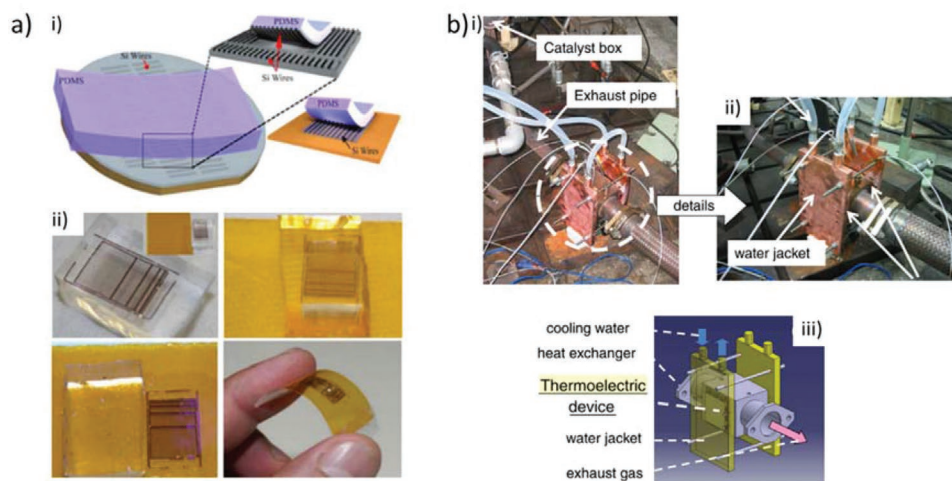 a)
i)
PDMS
Si Wires
Si Wires
PDMS
PDMS
Si Wires
ii)
b)
i)
Catalyst box
Exhaust pipe
ii)
details
water jacket
iii)
cooling water
heat exchanger
Thermoelectric
device
water jacket
exhaust gas